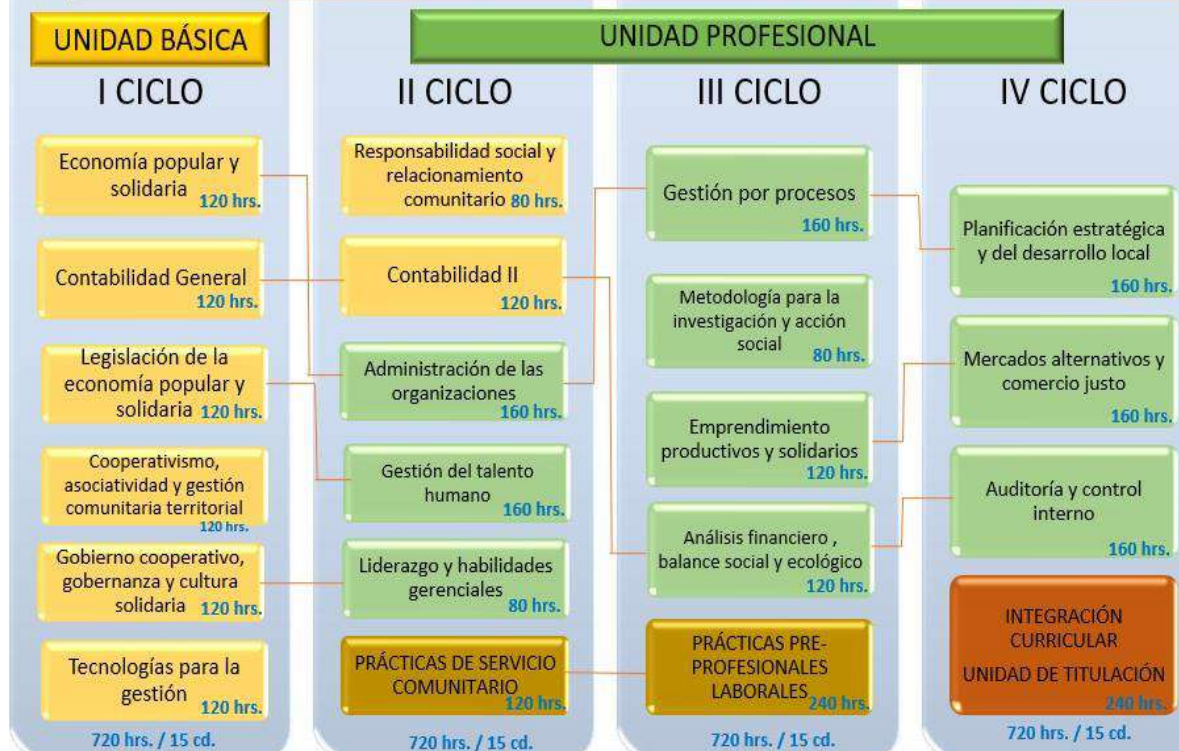 UNIDAD BÁSICA
UNIDAD PROFESIONAL
I CICLO
Economía popular y
solidaria
120 hrs.
Contabilidad General
120 hrs.
Legislación de la
economía popular y
solidaria 120 hrs.
Cooperativismo,
asociatividad y gestión
comunitaria territorial
120 hrs.
Gobierno cooperativo,
gobernanza y cultura
solidaria 120 hrs.
Tecnologías para la
gestión
120 hrs.
720 hrs. / 15 cd.
II CICLO
Responsabilidad social y
relacionamiento
comunitario 80 hrs.
Contabilidad II
120 hrs.
Administración de las
organizaciones
160 hrs.
Gestión del talento
humano
160 hrs.
Liderazgo y habilidades
gerenciales
80 hrs.
PRÁCTICAS DE SERVICIO
COMUNITARIO
120 hrs.
720 hrs. / 15 cd.
III CICLO
Gestión por procesos
160 hrs.
Metodología para la
investigación y acción
social
80 hrs.
Emprendimiento
productivos y solidarios
120 hrs.
Análisis financiero ,
balance social y ecológico
120 hrs.
PRÁCTICAS PRE-
PROFESIONALES
LABORALES
240 hrs.
720 hrs. / 15 cd.
IV CICLO
Planificación estratégica
y del desarrollo local
160 hrs.
Mercados alternativos y
comercio justo
160 hrs.
Auditoría y control
interno
160 hrs.
INTEGRACIÓN
CURRICULAR
UNIDAD DE TITULACIÓN
240 hrs.
720 hrs. / 15 cd.